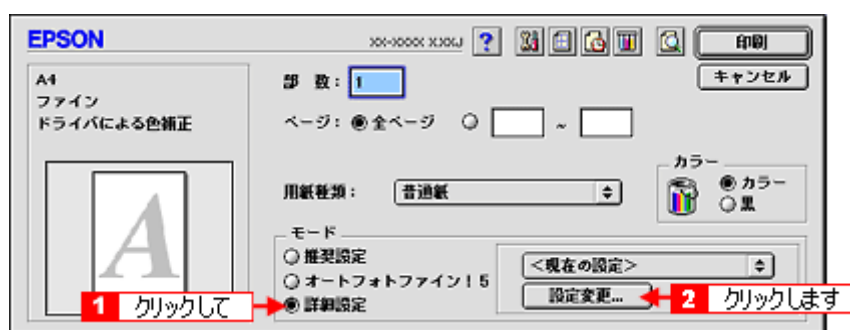 EPSON
XX-XXXX XXXJ ?
印刷
キャンセル
A4
ファイン
ドライバによる色補正
部 数: 1
ページ: 全ページ ~
用紙種類: 普通紙
カラー
カラー
黒
A
モード
推奨設定
オートフォトファイン!5
詳細設定
<現在の設定>
設定変更...
1 クリックして
2 クリックします